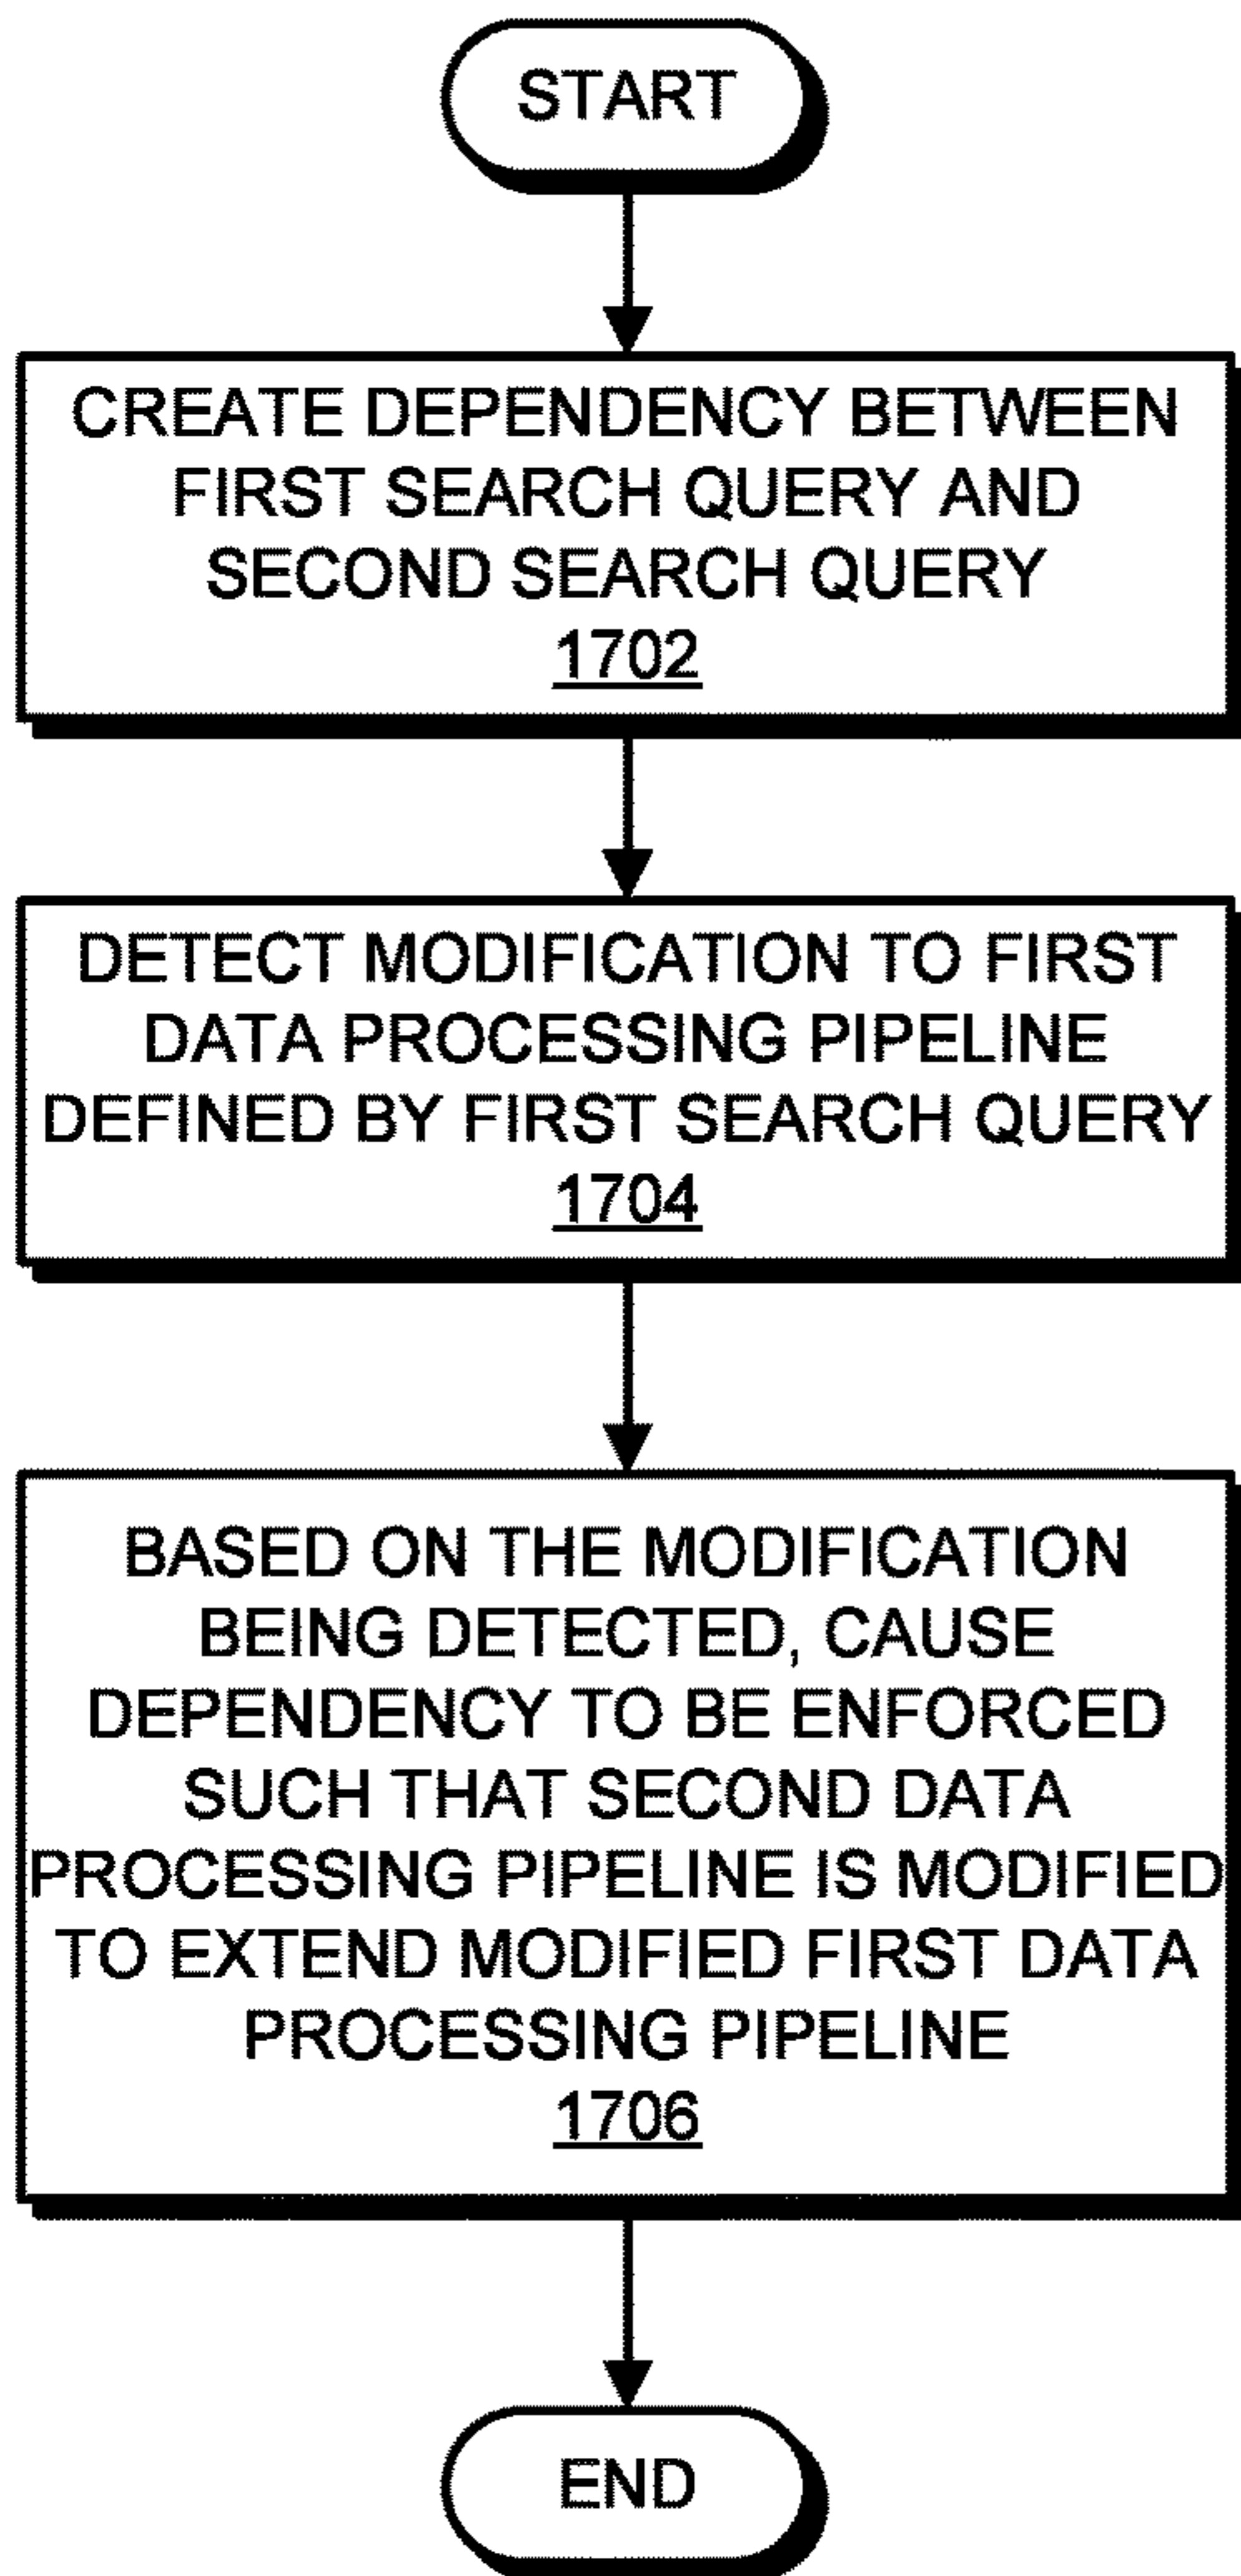 START
CREATE DEPENDENCY BETWEEN
FIRST SEARCH QUERY AND
SECOND SEARCH QUERY
1702
DETECT MODIFICATION TO FIRST
DATA PROCESSING PIPELINE
DEFINED BY FIRST SEARCH QUERY
1704
BASED ON THE MODIFICATION
BEING DETECTED, CAUSE
DEPENDENCY TO BE ENFORCED
SUCH THAT SECOND DATA
PROCESSING PIPELINE IS MODIFIED
TO EXTEND MODIFIED FIRST DATA
PROCESSING PIPELINE
1706
END